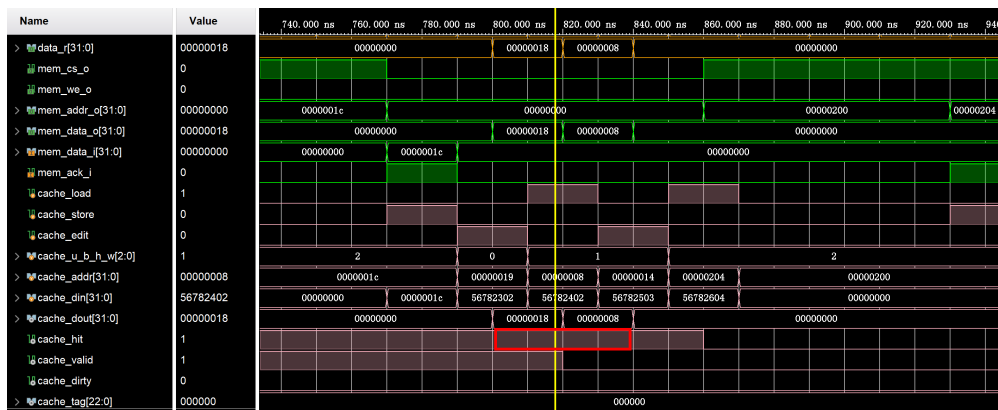 Name Value 740.000 ns 760.000 ns 780.000 ns 800.000 ns 820.000 ns 840.000 ns 860.000 ns 880.000 ns 900.000 ns 920.000 ns 940
data_r[31:0] 00000018 00000000 00000018 00000008 00000000
mem_cs_o 0
mem_we_o 0
mem_addr_o[31:0] 00000000 0000001c 00000000 00000200 00000204
mem_data_o[31:0] 00000018 00000000 00000018 00000008 00000000
mem_data_i[31:0] 00000000 00000000 0000001c 00000000
mem_ack_i 0
cache_load 1
cache_store 0
cache_edit 0
cache_u_b_h_w[2:0] 1 2 0 1 2
cache_addr[31:0] 00000008 0000001c 00000019 00000008 00000014 00000204 00000200
cache_din[31:0] 56782402 00000000 0000001c 56782302 56782402 56782503 56782604 00000000
cache_dout[31:0] 00000018 00000000 00000018 00000008 00000000
cache_hit 1
cache_valid 1
cache_dirty 0
cache_tag[22:0] 000000 000000